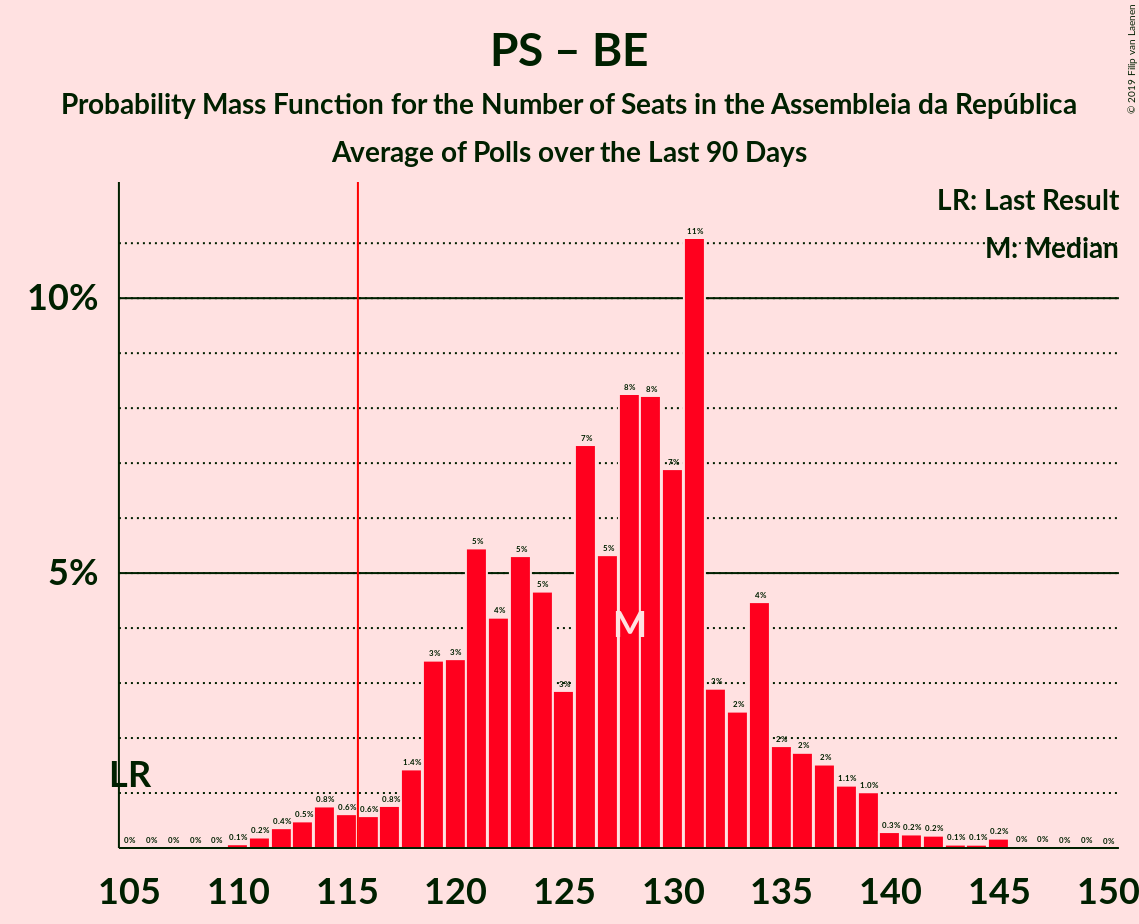 PS – BE
Probability Mass Function for the Number of Seats in the Assembleia da República
Average of Polls over the Last 90 Days
© 2019 Filip van Laenen
LR: Last Result
M: Median
10%
5%
LR
M
0% 0% 0% 0% 0% 0.1% 0.2% 0.4% 0.5% 0.8% 0.6% 0.6% 0.8% 1.4% 3% 3% 5% 4% 5% 5% 3% 7% 5% 8% 8% 7% 11% 3% 2% 4% 2% 2% 2% 1.1% 1.0% 0.3% 0.2% 0.2% 0.1% 0.1% 0.2% 0% 0% 0% 0% 0%
105 110 115 120 125 130 135 140 145 150